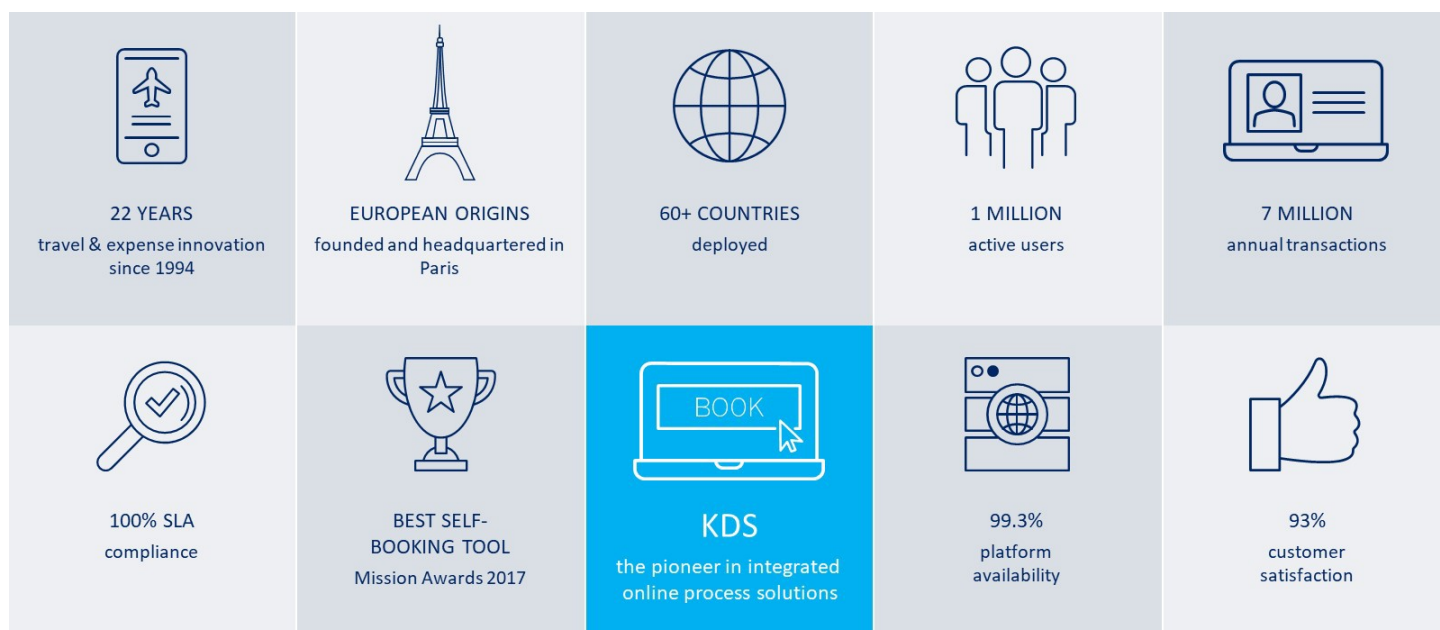 22 YEARS
travel & expense innovation
since 1994
EUROPEAN ORIGINS
founded and headquartered in
Paris
60+ COUNTRIES
deployed
1 MILLION
active users
7 MILLION
annual transactions
100% SLA
compliance
BEST SELF-
BOOKING TOOL
Mission Awards 2017
BOOK
KDS
the pioneer in integrated
online process solutions
99.3%
platform
availability
93%
customer
satisfaction